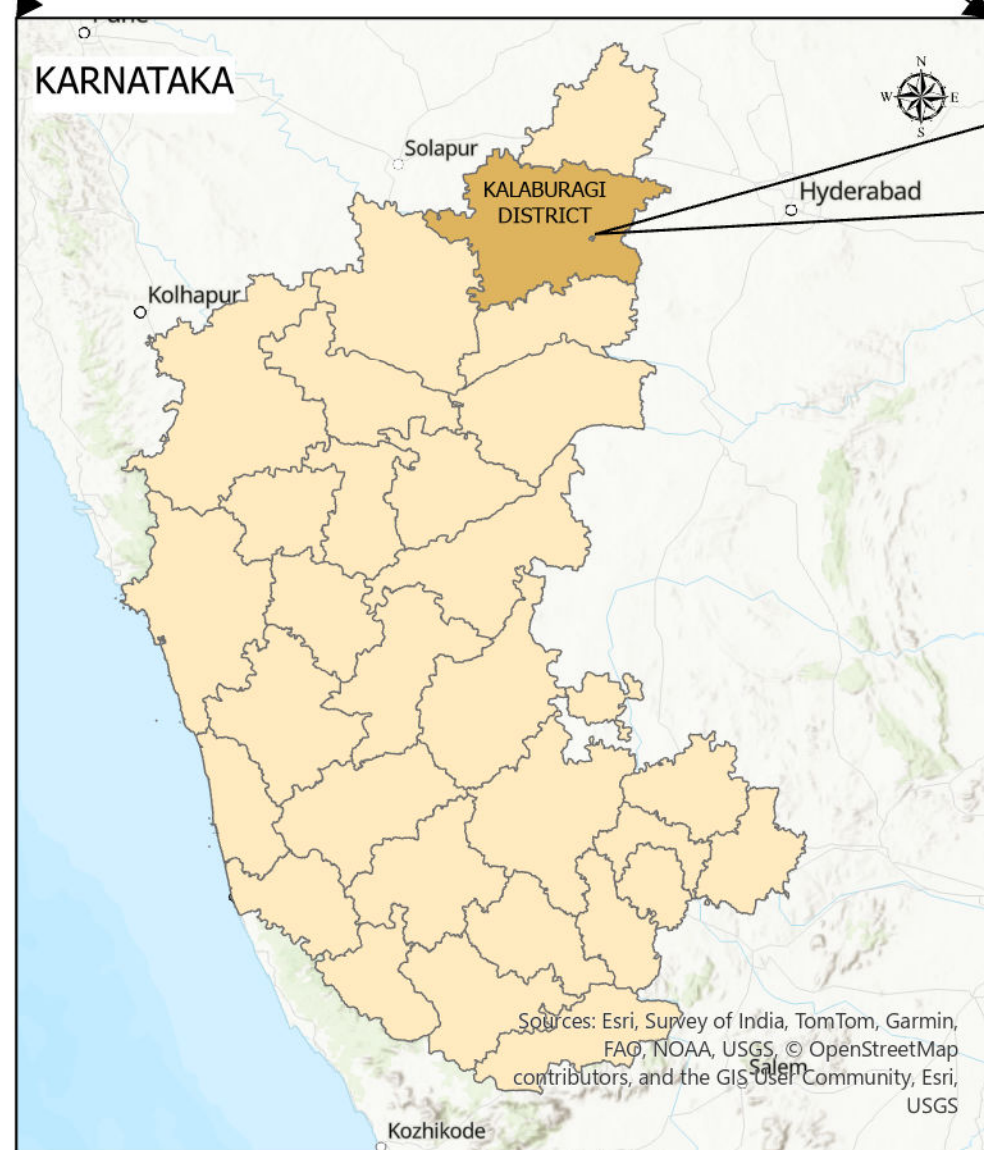 Pune
KARNATAKA
N
W E
S
Solapur
KALABURAGI
DISTRICT
Hyderabad
Kolhapur
Sources: Esri, Survey of India, TomTom, Garmin,
FAO, NOAA, USGS, © OpenStreetMap
Salem
contributors, and the GIS User Community, Esri,
USGS
Kozhikode